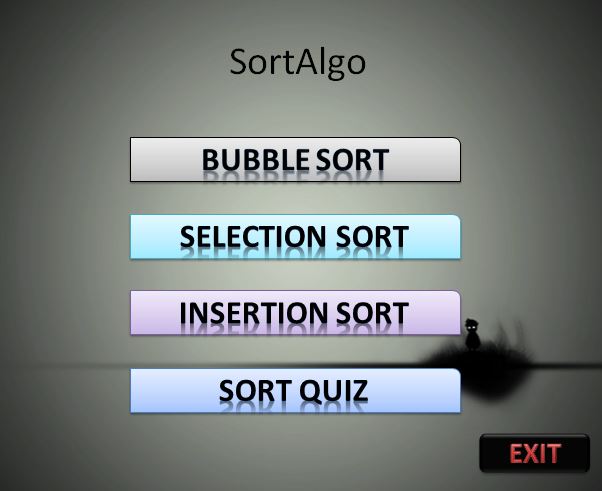 SortAlgo
BUBBLE SORT
SELECTION SORT
INSERTION SORT
SORT QUIZ
EXIT